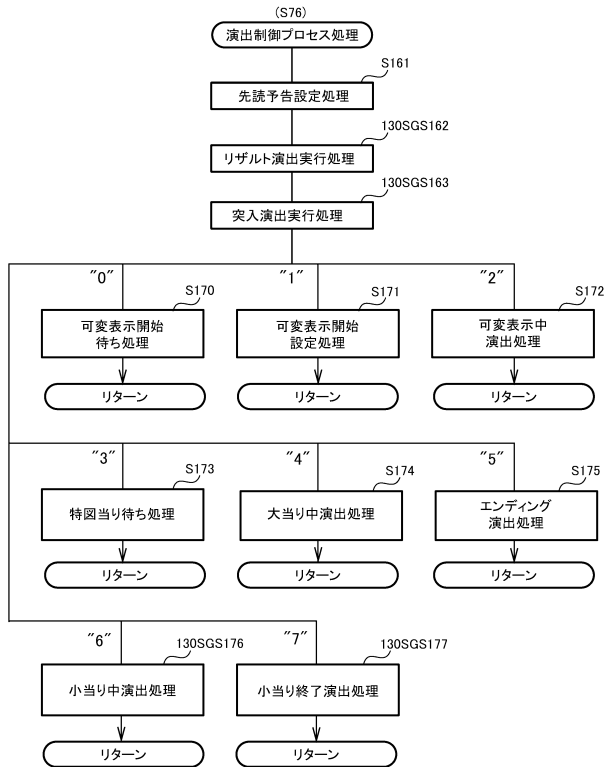 (S76)
演出制御プロセス処理
S161
先読予告設定処理
130SGS162
リザルト演出実行処理
130SGS163
突入演出実行処理
"0"
S170
可変表示開始
待ち処理
リターン
"1"
S171
可変表示開始
設定処理
リターン
"2"
S172
可変表示中
演出処理
リターン
"3"
S173
特図当り待ち処理
リターン
"4"
S174
大当り中演出処理
リターン
"5"
S175
エンディング
演出処理
リターン
"6"
130SGS176
小当り中演出処理
リターン
"7"
130SGS177
小当り終了演出処理
リターン